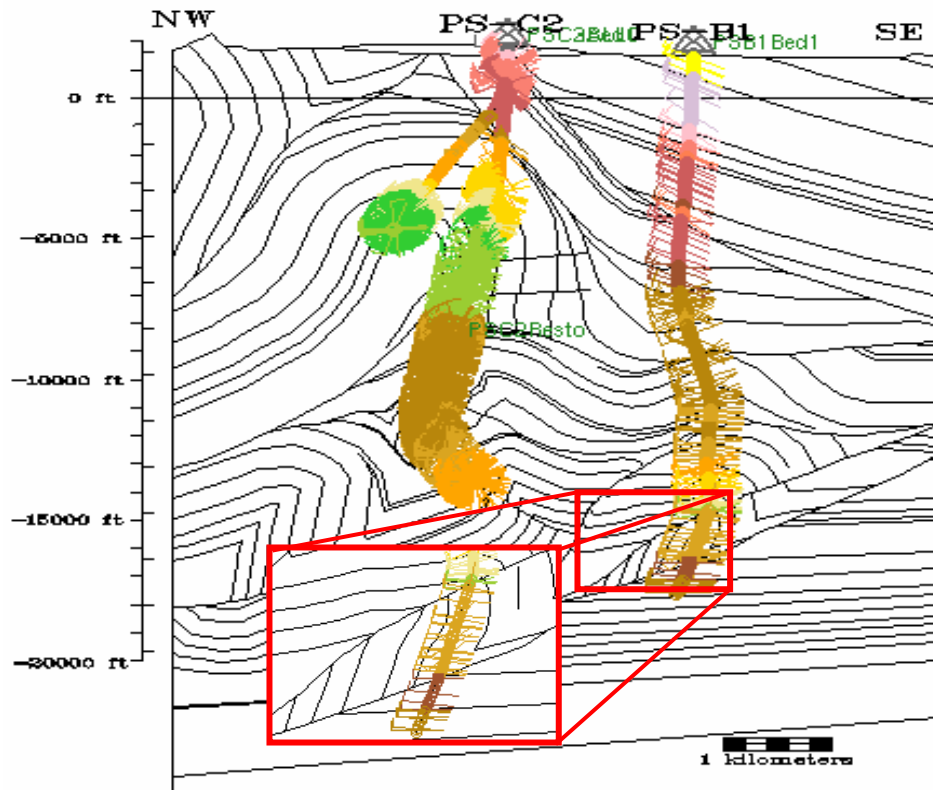 NW
PS-C2
PS-B1
SE
PSB1Bed1
0 ft
-5000 ft
PSC2Besto
-10000 ft
-15000 ft
-20000 ft
1 kilometers